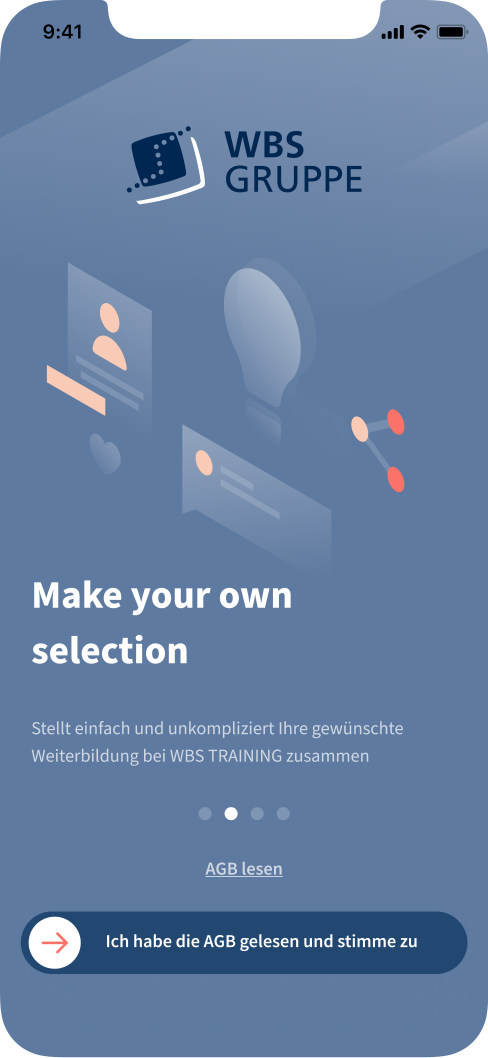 9:41
WBS
GRUPPE
Make your own
selection
Stellt einfach und unkompliziert Ihre gewünschte
Weiterbildung bei WBS TRAINING zusammen
AGB lesen
Ich habe die AGB gelesen und stimme zu